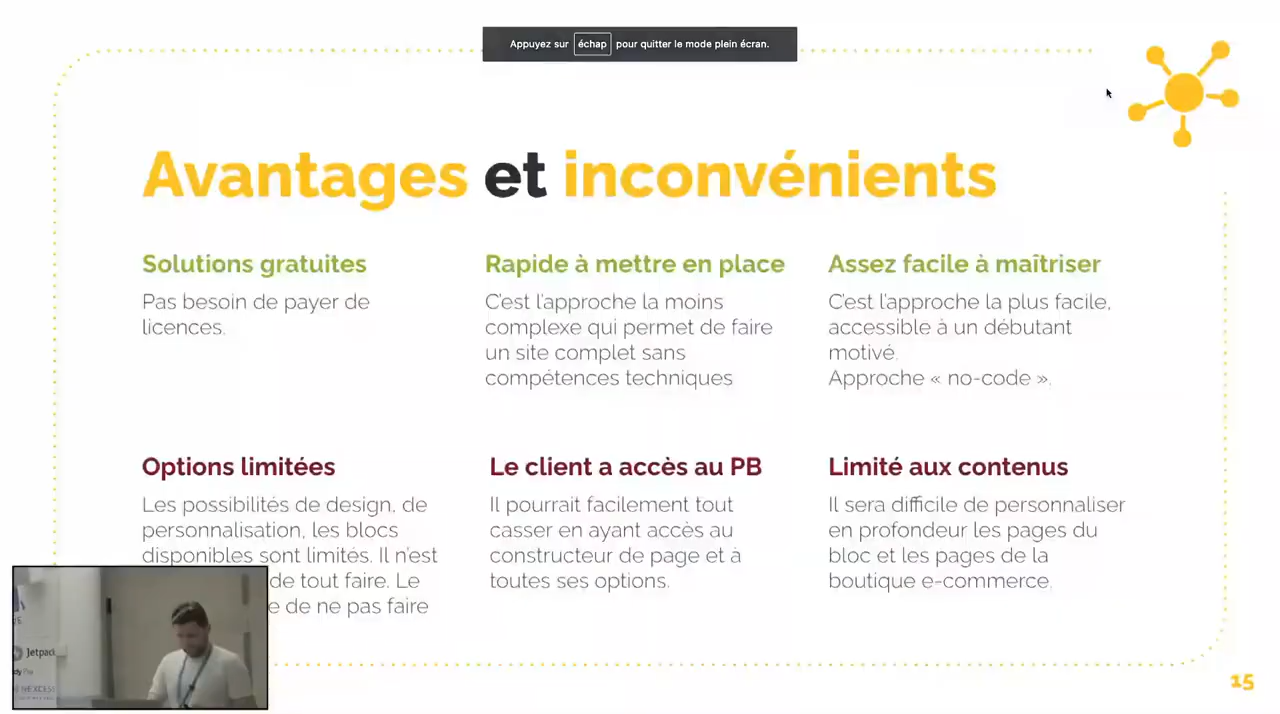 Appuyez sur échap pour quitter le mode plein écran.
Avantages et inconvénients
Solutions gratuites
Pas besoin de payer de
licences.
Rapide à mettre en place
C'est l'approche la moins
complexe qui permet de faire
un site complet sans
compétences techniques
Assez facile à maîtriser
C'est l'approche la plus facile,
accessible à un débutant
motivé.
Approche « no-code ».
Options limitées
Les possibilités de design, de
personnalisation, les blocs
disponibles sont limités. Il n'est
de tout faire. Le
de ne pas faire
Le client a accès au PB
Il pourrait facilement tout
casser en ayant accès au
constructeur de page et à
toutes ses options.
Limité aux contenus
Il sera difficile de personnaliser
en profondeur les pages du
bloc et les pages de la
boutique e-commerce.
Jetpack
NEXCESS
15